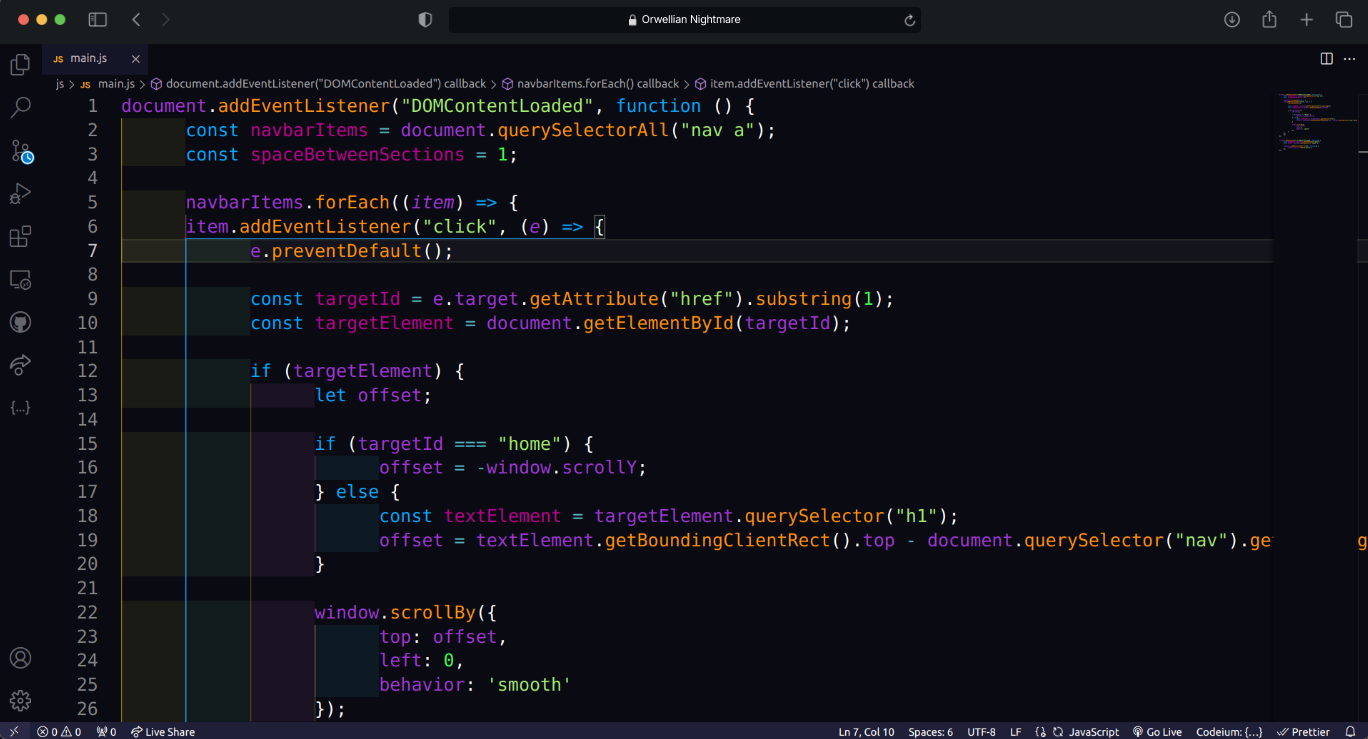 Orwellian Nightmare
JS main.js
js > JS main.js > document.addEventListener("DOMContentLoaded") callback > navbarItems.forEach() callback > item.addEventListener("click") callback
1 document.addEventListener("DOMContentLoaded", function () {
2 const navbarItems = document.querySelectorAll("nav a");
3 const spaceBetweenSections = 1;
4
5 navbarItems.forEach((item) => {
6 item.addEventListener("click", (e) => {
7 e.preventDefault();
8
9 const targetId = e.target.getAttribute("href").substring(1);
10 const targetElement = document.getElementById(targetId);
11
12 if (targetElement) {
13 let offset;
14
15 if (targetId === "home") {
16 offset = -window.scrollY;
17 } else {
18 const textElement = targetElement.querySelector("h1");
19 offset = textElement.getBoundingClientRect().top - document.querySelector("nav").ge
20 }
21
22 window.scrollBy({
23 top: offset,
24 left: 0,
25 behavior: 'smooth'
26 });
0 0 0 Live Share Ln 7, Col 10 Spaces: 6 UTF-8 LF JavaScript Go Live Codeium: {...} Prettier